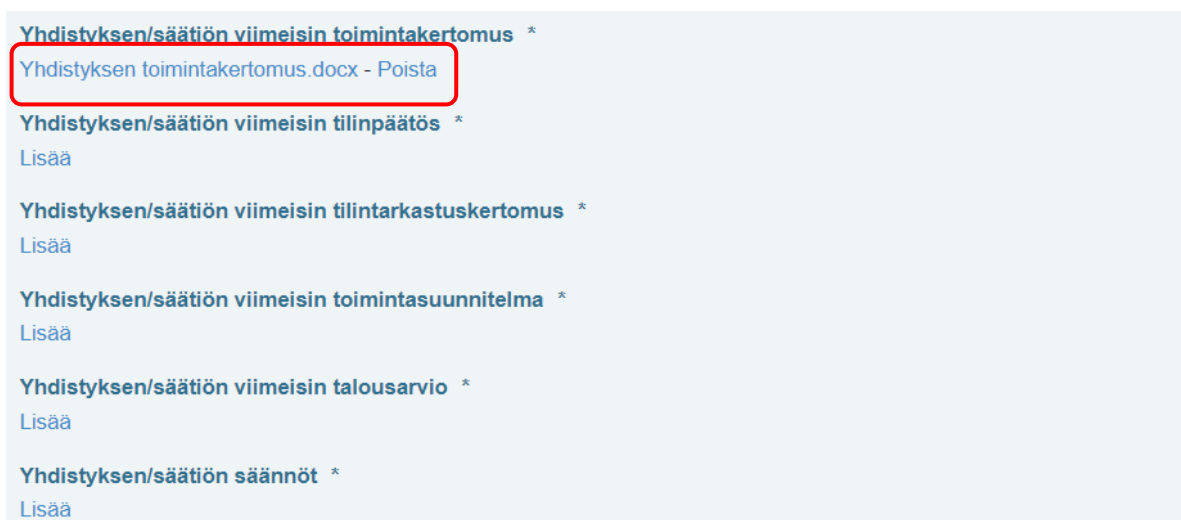 Yhdistyksen/säätiön viimeisin toimintakertomus *
Yhdistyksen toimintakertomus.docx - Poista
Yhdistyksen/säätiön viimeisin tilinpäätös *
Lisää
Yhdistyksen/säätiön viimeisin tilintarkastuskertomus *
Lisää
Yhdistyksen/säätiön viimeisin toimintasuunnitelma *
Lisää
Yhdistyksen/säätiön viimeisin talousarvio *
Lisää
Yhdistyksen/säätiön säännöt *
Lisää